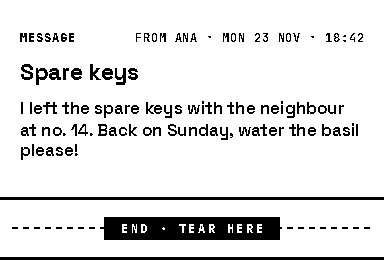 MESSAGE FROM ANA · MON 23 NOV · 18:42
Spare keys
I left the spare keys with the neighbour
at no. 14. Back on Sunday, water the basil
please!
END · TEAR HERE